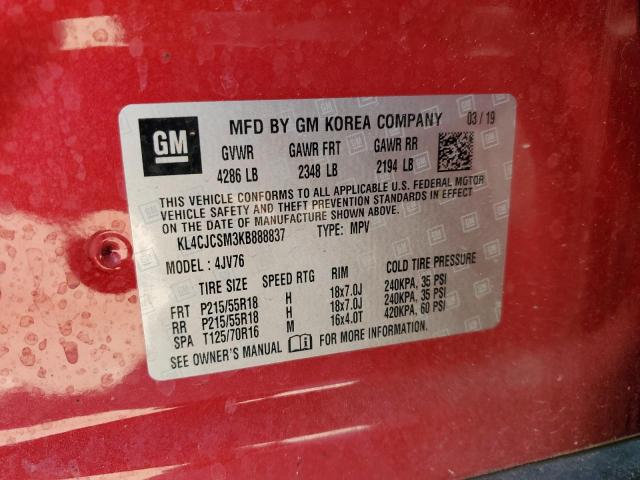 GM
MFD BY GM KOREA COMPANY 03/19
GVWR GAWR FRT GAWR RR
4286 LB 2348 LB 2194 LB
THIS VEHICLE CONFORMS TO ALL APPLICABLE U.S. FEDERAL MOTOR
VEHICLE SAFETY AND THEFT PREVENTION STANDARDS IN EFFECT
ON THE DATE OF MANUFACTURE SHOWN ABOVE.
KL4CJCSM3KB888837 TYPE: MPV
MODEL: 4JV76
TIRE SIZE SPEED RTG RIM COLD TIRE PRESSURE
FRT P215/55R18 H 18x7.0J 240KPA, 35 PSI
RR P215/55R18 H 18x7.0J 240KPA, 35 PSI
SPA T125/70R16 M 16x4.0T 420KPA, 60 PSI
SEE OWNER'S MANUAL FOR MORE INFORMATION.